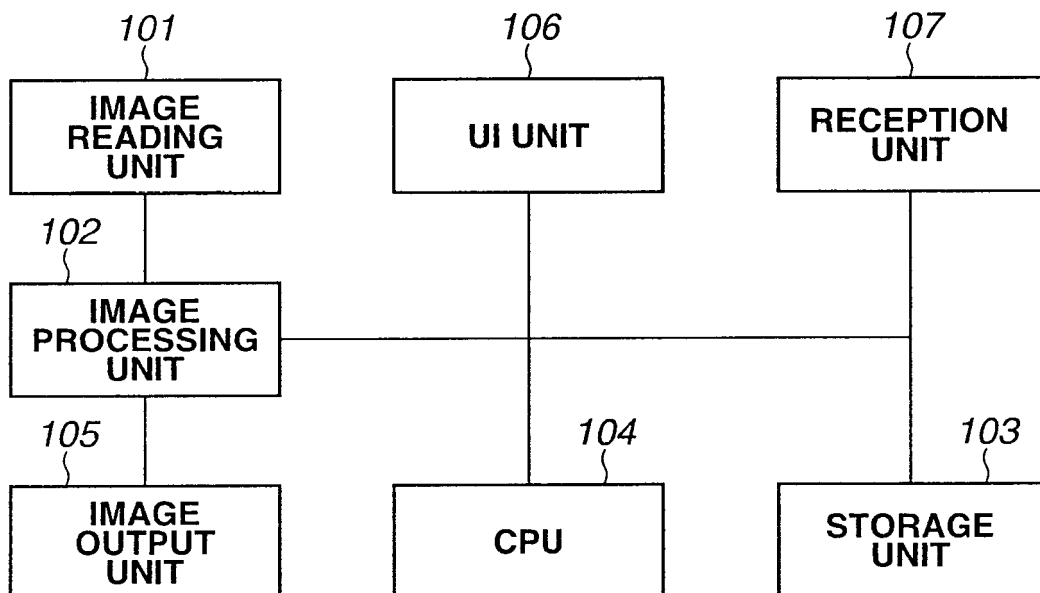 101
106
107
IMAGE
READING
UNIT
UI UNIT
RECEPTION
UNIT
102
IMAGE
PROCESSING
UNIT
105
104
103
IMAGE
OUTPUT
UNIT
CPU
STORAGE
UNIT